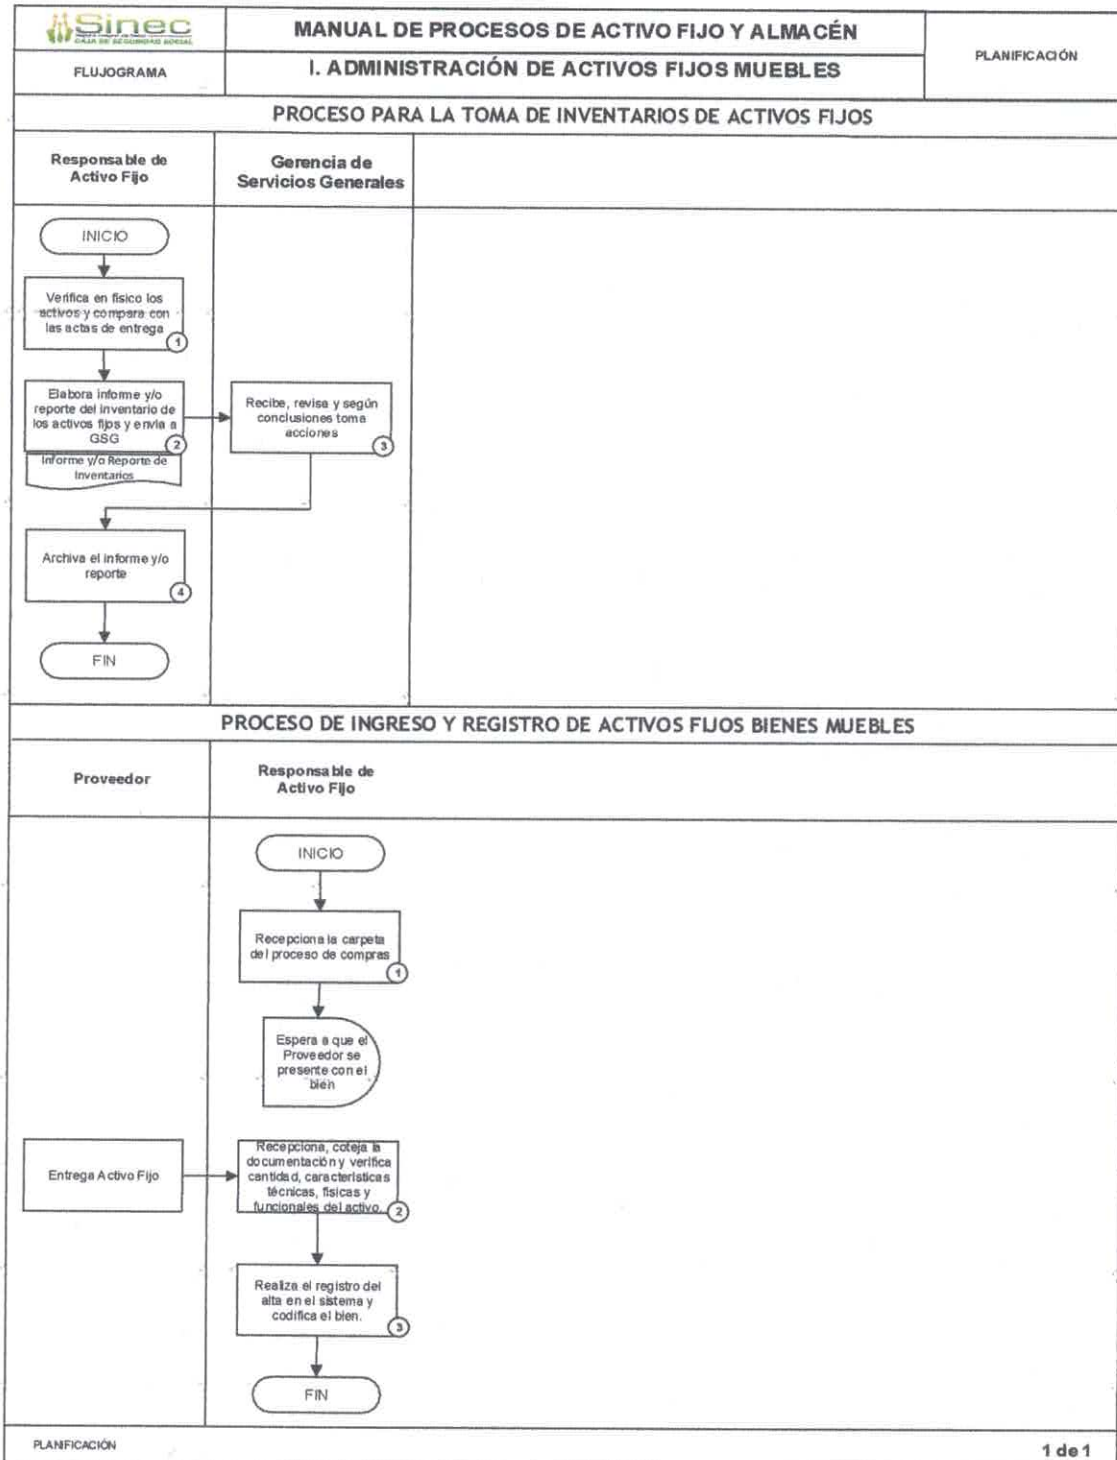 Sinec
CAJA DE SEGURIDAD SOCIAL
MANUAL DE PROCESOS DE ACTIVO FIJO Y ALMACÉN
PLANIFICACIÓN
FLUJOGRAMA
I. ADMINISTRACIÓN DE ACTIVOS FIJOS MUEBLES
PROCESO PARA LA TOMA DE INVENTARIOS DE ACTIVOS FIJOS
Responsable de
Activo Fijo
Gerencia de
Servicios Generales
INICIO
Verifica en físico los
activos y compara con
las actas de entrega
1
Elabora informe y/o
reporte del inventario de
los activos fijos y envía a
GSG
2
Informe y/o Reporte de
Inventarios
Recibe, revisa y según
conclusiones toma
acciones
3
Archiva el informe y/o
reporte
4
FIN
PROCESO DE INGRESO Y REGISTRO DE ACTIVOS FIJOS BIENES MUEBLES
Proveedor
Responsable de
Activo Fijo
INICIO
Recepciona la carpeta
del proceso de compras
1
Espera a que el
Proveedor se
presente con el
bien
Entrega Activo Fijo
Recepciona, coteja la
documentación y verifica
cantidad, características
técnicas, físicas y
funcionales del activo.
2
Realiza el registro del
alta en el sistema y
codifica el bien.
3
FIN
PLANIFICACIÓN
1 de 1